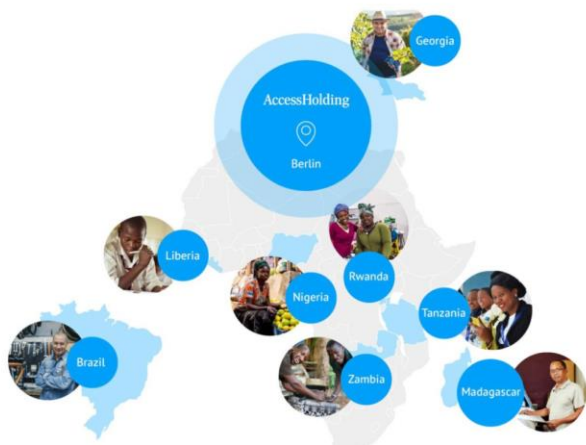 Georgia
AccessHolding
Berlin
Liberia
Rwanda
Nigeria
Tanzania
Brazil
Zambia
Madagascar